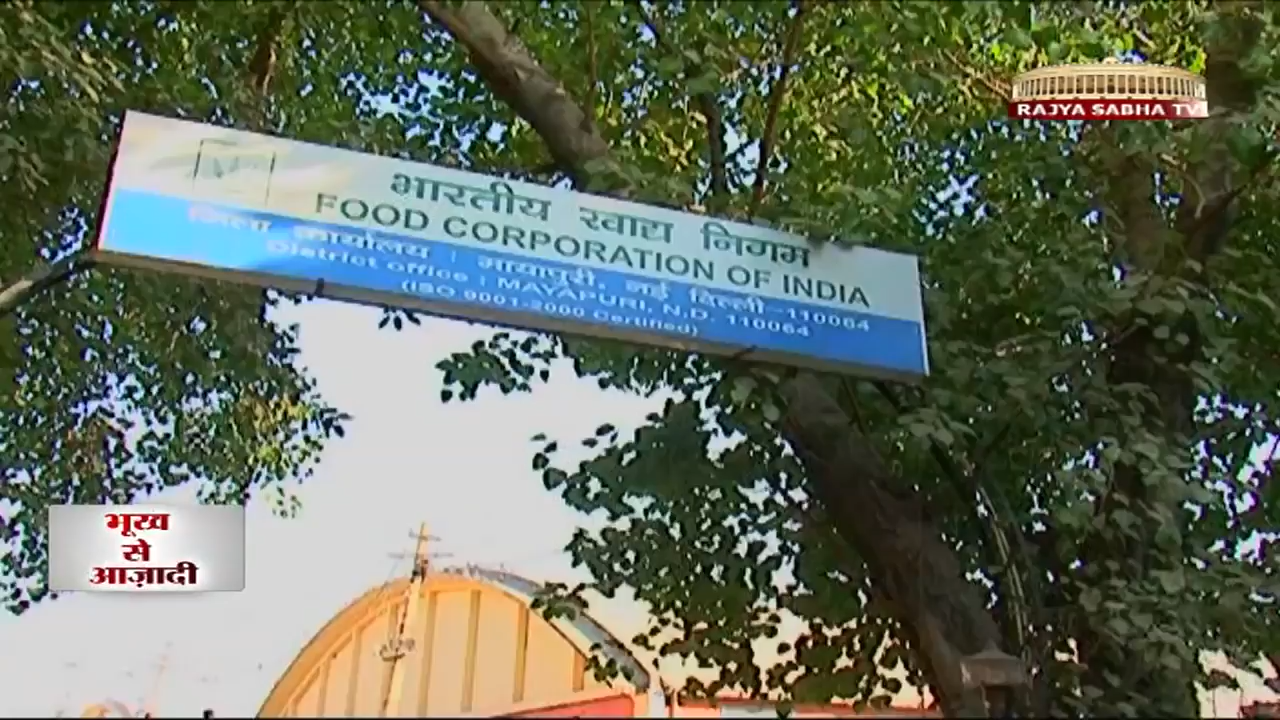 RAJYA SABHA TV
भारतीय खाद्य निगम
FOOD CORPORATION OF INDIA
जिला कार्यालय : मायापुरी, नई दिल्ली-110064
District office : MAYAPURI, N.D. 110064
(ISO 9001-2000 Certified)
भूख
से
आज़ादी